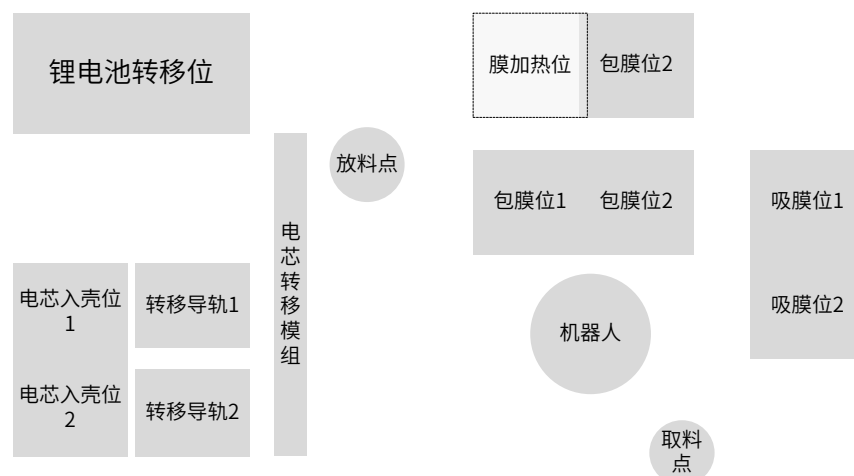 锂电池转移位
膜加热位
包膜位2
放料点
包膜位1
包膜位2
吸膜位1
吸膜位2
电芯转移模组
电芯入壳位
1
转移导轨1
电芯入壳位
2
转移导轨2
机器人
取料
点